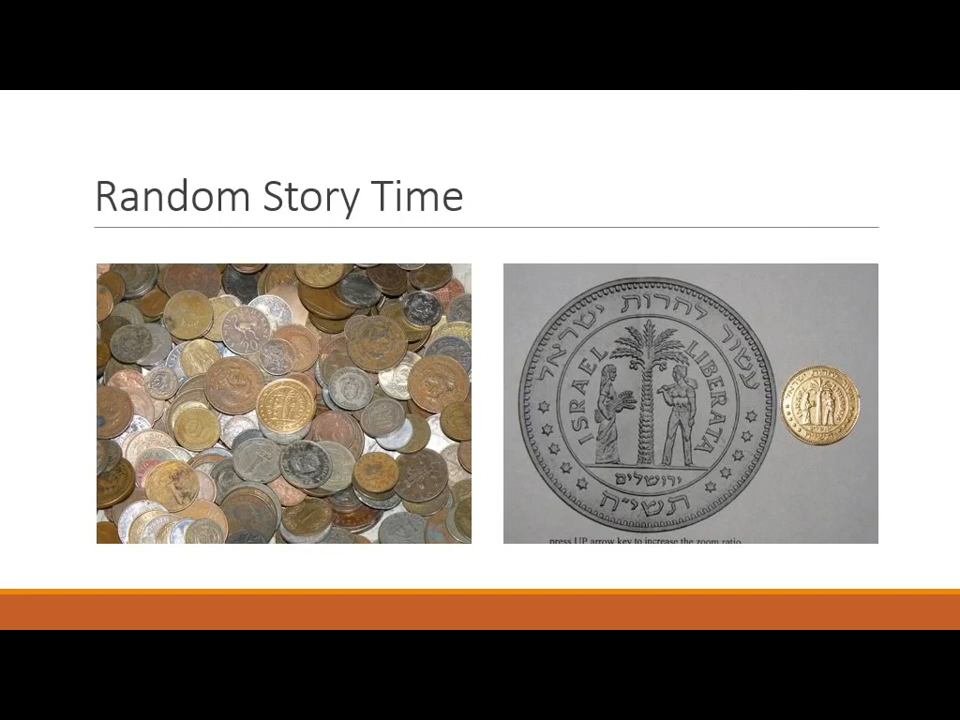 Random Story Time
עשור לחרות ישראל
ISRAEL LIBERATA
ירושלים
תשי״ח
press UP arrow key to increase the zoom ratio